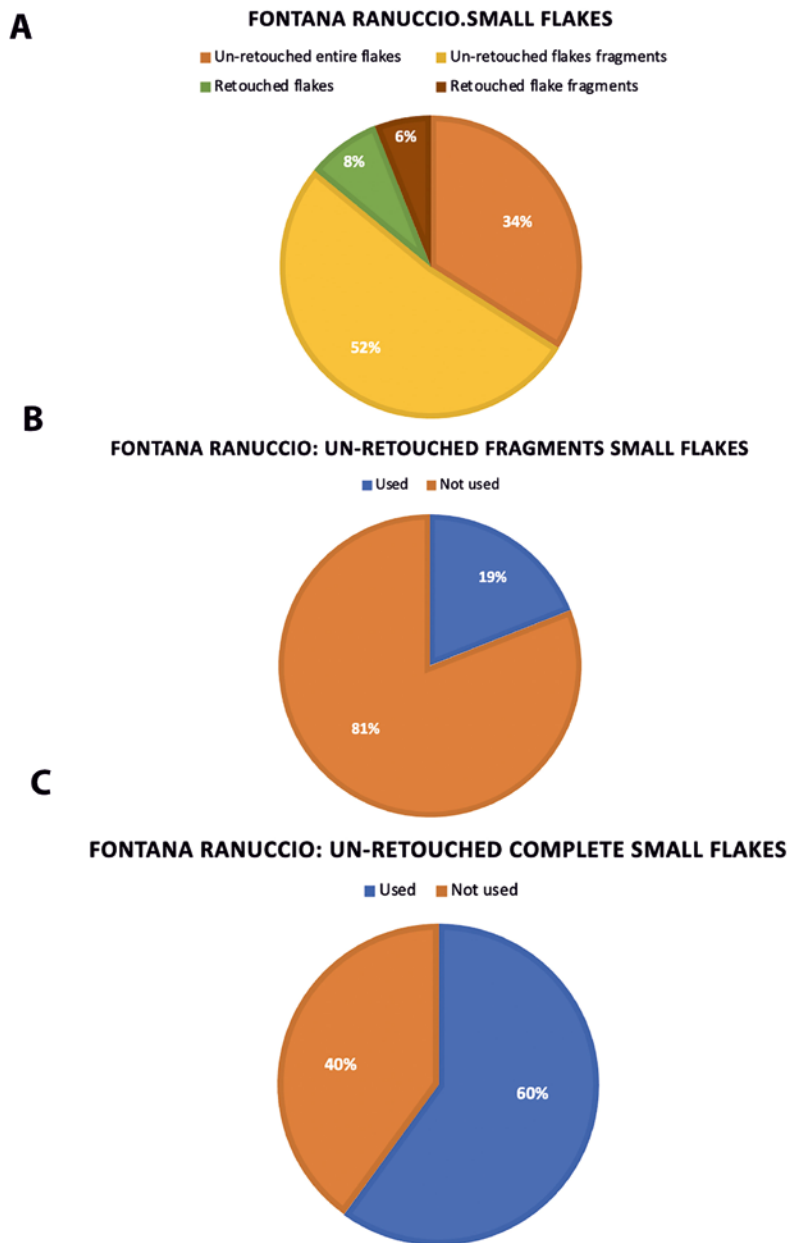 A
FONTANA RANUCCIO.SMALL FLAKES
Un-retouched entire flakes Un-retouched flakes fragments
Retouched flakes Retouched flake fragments
6%
8%
34%
52%
B
FONTANA RANUCCIO: UN-RETOUCHED FRAGMENTS SMALL FLAKES
Used Not used
19%
81%
C
FONTANA RANUCCIO: UN-RETOUCHED COMPLETE SMALL FLAKES
Used Not used
40%
60%